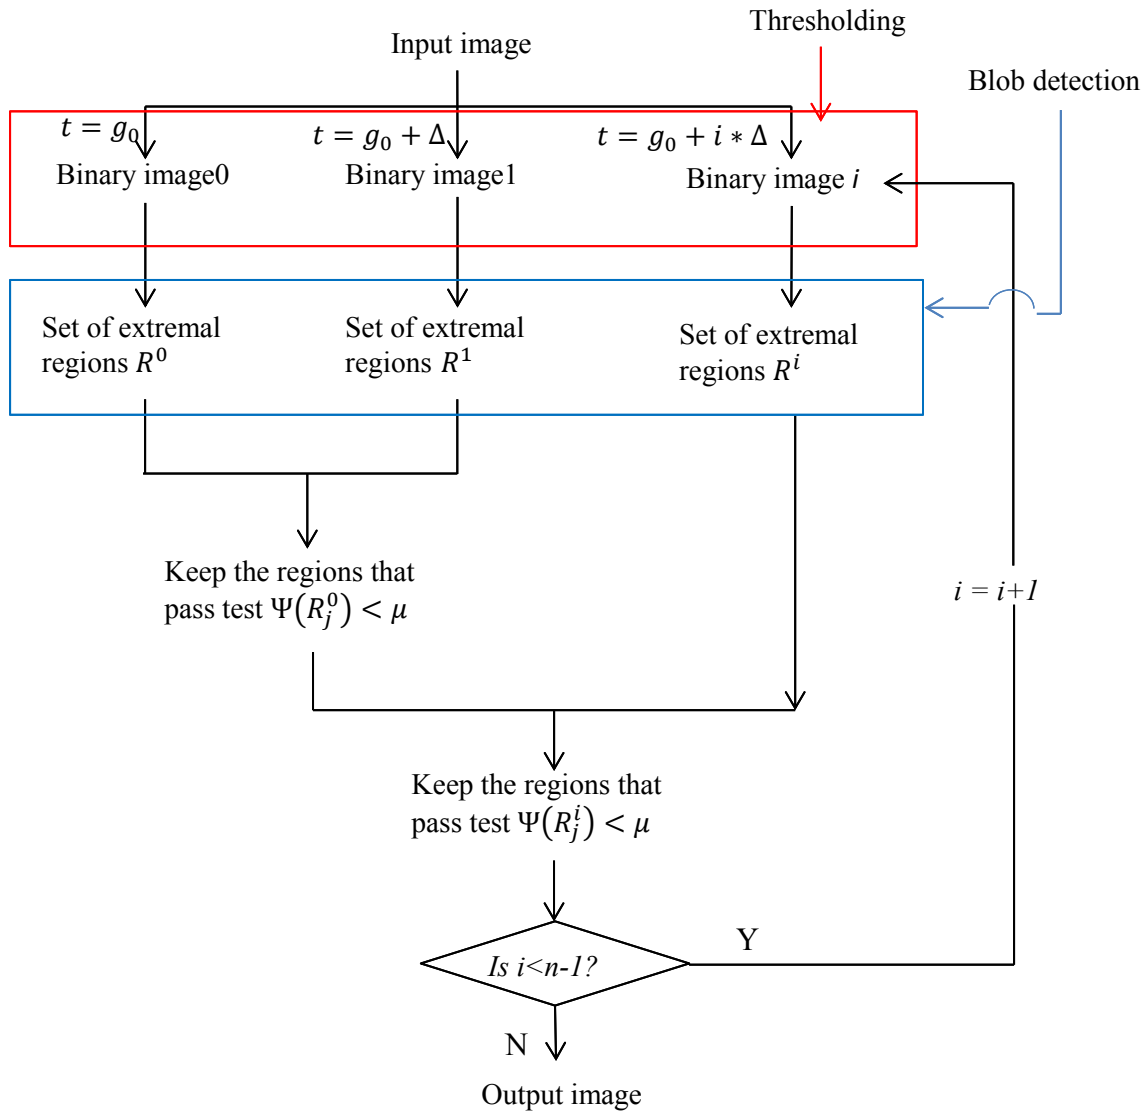 Thresholding
Input image
Blob detection
𝑡 = 𝑔₀
𝑡 = 𝑔₀ + Δ
𝑡 = 𝑔₀ + 𝑖 ∗ Δ
Binary image0
Binary image1
Binary image i
Set of extremal
regions 𝑅⁰
Set of extremal
regions 𝑅¹
Set of extremal
regions 𝑅ⁱ
Keep the regions that
pass test Ψ(𝑅ⱼ⁰) < 𝜇
i = i+1
Keep the regions that
pass test Ψ(𝑅ⱼⁱ) < 𝜇
Y
Is i<n-1?
N
Output image